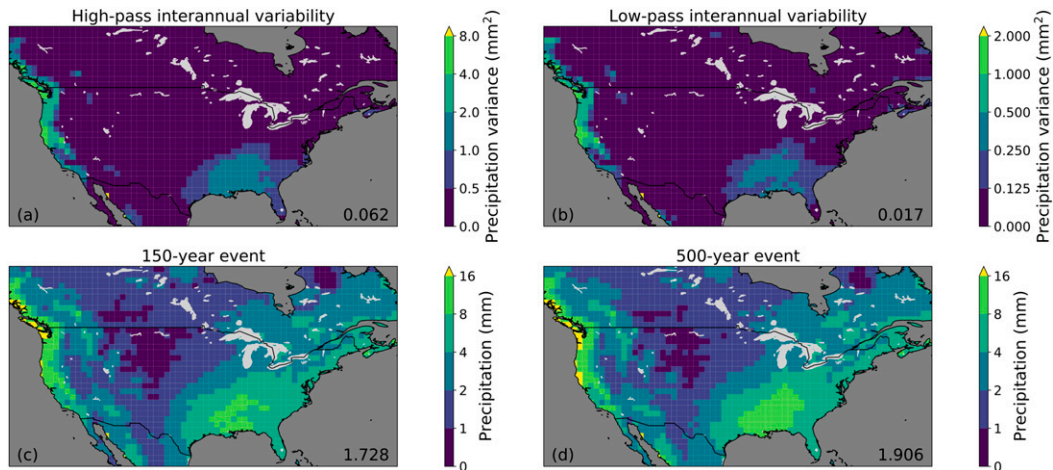 High-pass interannual variability
8.0
4.0
2.0
1.0
0.5
0.0
Precipitation variance (mm²)
(a)
0.062
Low-pass interannual variability
2.000
1.000
0.500
0.250
0.125
0.000
Precipitation variance (mm²)
(b)
0.017
150-year event
16
8
4
2
1
0
Precipitation (mm)
(c)
1.728
500-year event
16
8
4
2
1
0
Precipitation (mm)
(d)
1.906